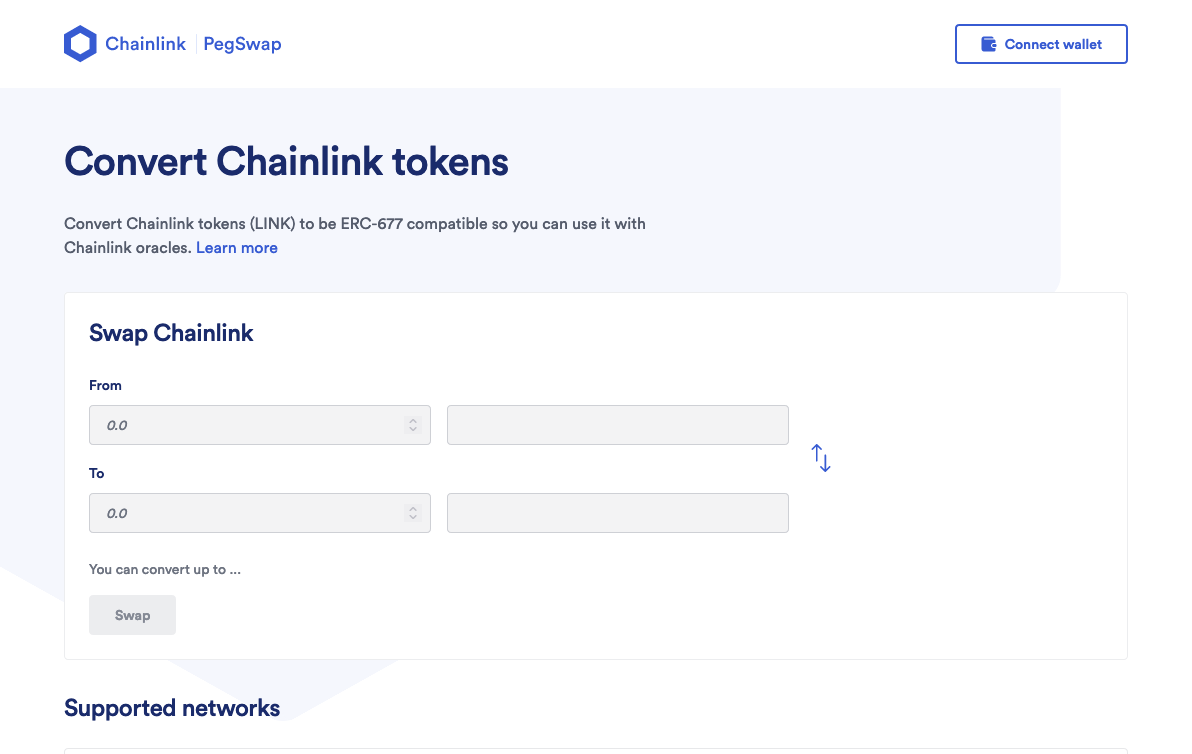 Chainlink PegSwap
Connect wallet
Convert Chainlink tokens
Convert Chainlink tokens (LINK) to be ERC-677 compatible so you can use it with
Chainlink oracles. Learn more
Swap Chainlink
From
0.0
To
0.0
You can convert up to ...
Swap
Supported networks